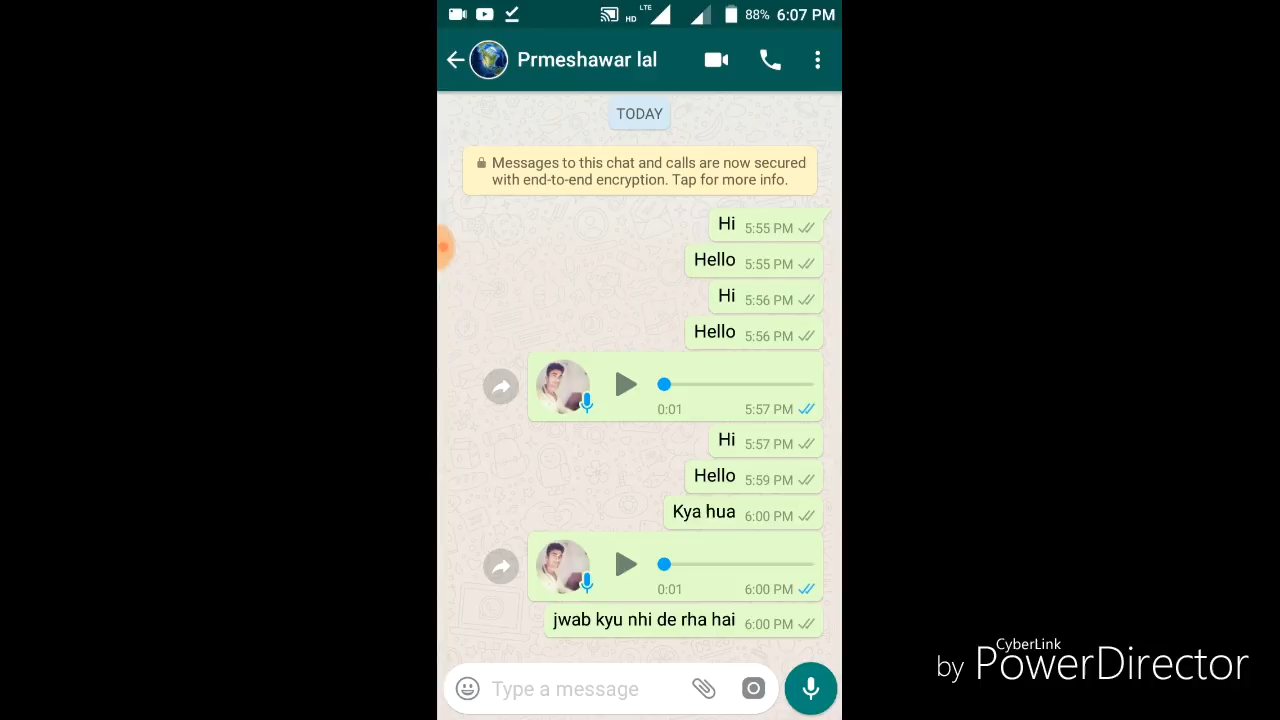 LTE
HD
88% 6:07 PM
Prmeshawar lal
TODAY
Messages to this chat and calls are now secured
with end-to-end encryption. Tap for more info.
Hi 5:55 PM
Hello 5:55 PM
Hi 5:56 PM
Hello 5:56 PM
0:01 5:57 PM
Hi 5:57 PM
Hello 5:59 PM
Kya hua 6:00 PM
0:01 6:00 PM
jwab kyu nhi de rha hai 6:00 PM
Type a message
CyberLink
by PowerDirector